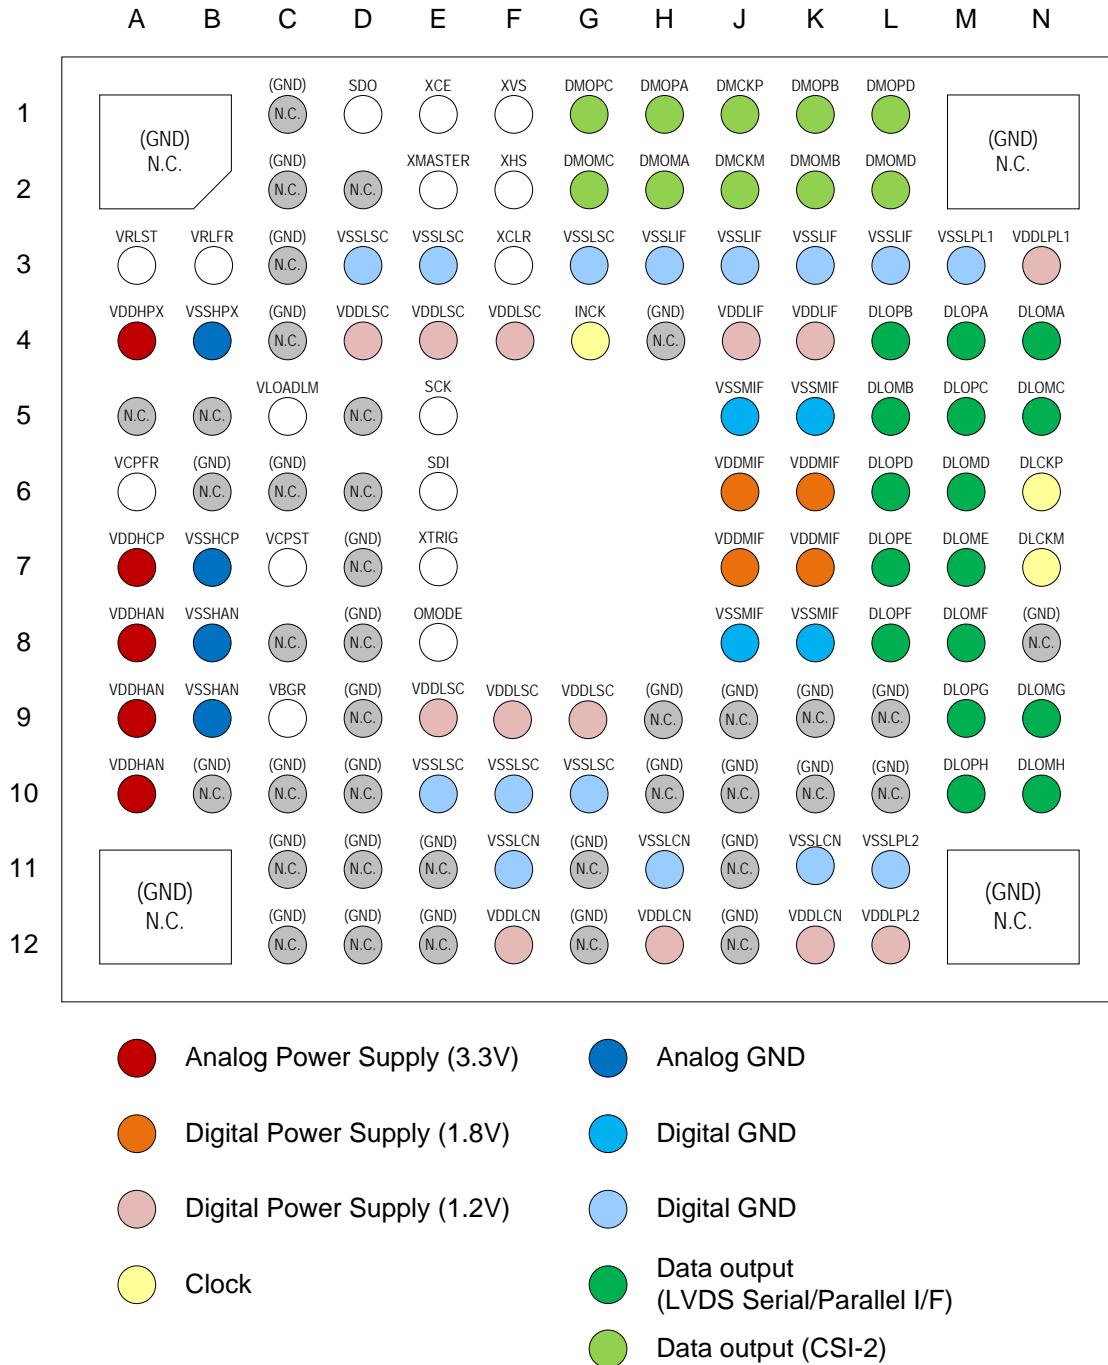 A B C D E F G H J K L M N
(GND) SDO XCE XVS DMOPC DMOPA DMCKP DMOPB DMOPD
1 (GND) N.C. N.C. (GND) N.C.
(GND) XMASTER XHS DMOMC DMOMA DMCKM DMOMB DMOMD
2 N.C. N.C.
VRLST VRLFR (GND) VSSLSC VSSLSC XCLR VSSLSC VSSLIF VSSLIF VSSLIF VSSLIF VSSLPL1 VDDLPL1
3 N.C.
VDDHPX VSSHPX (GND) VDDLSC VDDLSC VDDLSC INCK (GND) VDDLIF VDDLIF DLOPB DLOPA DLOMA
4 N.C. N.C.
VLOADLM SCK VSSMIF VSSMIF DLOMB DLOPC DLOMC
5 N.C. N.C. N.C.
VCPFR (GND) (GND) SDI VDDMIF VDDMIF DLOPD DLOMD DLCKP
6 N.C. N.C. N.C.
VDDHCP VSSHCP VCPST (GND) XTRIG VDDMIF VDDMIF DLOPE DLOME DLCKM
7 N.C.
VDDHAN VSSHAN (GND) OMODE VSSMIF VSSMIF DLOPF DLOMF (GND)
8 N.C. N.C. N.C.
VDDHAN VSSHAN VBGR (GND) VDDLSC VDDLSC VDDLSC (GND) (GND) (GND) (GND) DLOPG DLOMG
9 N.C. N.C. N.C. N.C. N.C.
VDDHAN (GND) (GND) (GND) VSSLSC VSSLSC VSSLSC (GND) (GND) (GND) (GND) DLOPH DLOMH
10 N.C. N.C. N.C. N.C. N.C. N.C. N.C.
(GND) (GND) (GND) VSSLCN (GND) VSSLCN (GND) VSSLCN VSSLPL2
11 (GND) N.C. N.C. N.C. N.C. N.C. N.C. (GND) N.C.
(GND) (GND) (GND) VDDLCN (GND) VDDLCN (GND) VDDLCN VDDLPL2
12 N.C. N.C. N.C. N.C. N.C.
Analog Power Supply (3.3V)
Analog GND
Digital Power Supply (1.8V)
Digital GND
Digital Power Supply (1.2V)
Digital GND
Clock
Data output
(LVDS Serial/Parallel I/F)
Data output (CSI-2)